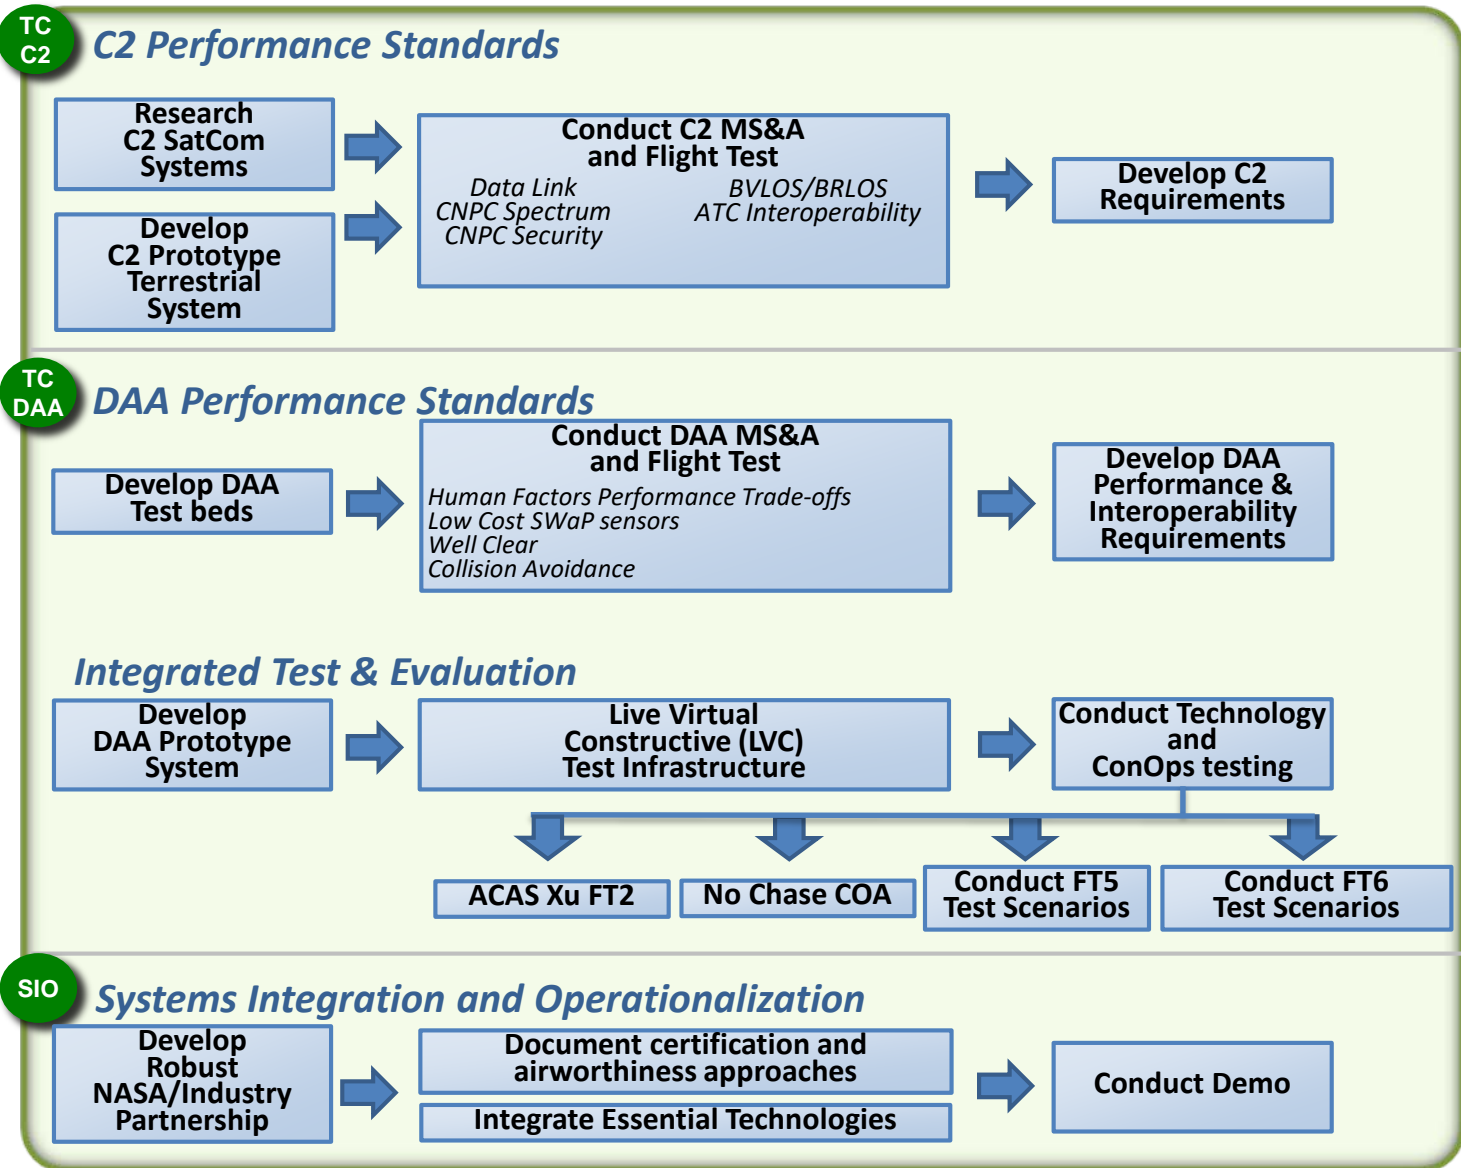 TC
C2
C2 Performance Standards
Research
C2 SatCom
Systems
Develop
C2 Prototype
Terrestrial
System
Conduct C2 MS&A
and Flight Test
Data Link
CNPC Spectrum
CNPC Security
BVLOS/BRLOS
ATC Interoperability
Develop C2
Requirements
TC
DAA
DAA Performance Standards
Develop DAA
Test beds
Conduct DAA MS&A
and Flight Test
Human Factors Performance Trade-offs
Low Cost SWaP sensors
Well Clear
Collision Avoidance
Develop DAA
Performance &
Interoperability
Requirements
Integrated Test & Evaluation
Develop
DAA Prototype
System
Live Virtual
Constructive (LVC)
Test Infrastructure
Conduct Technology
and
ConOps testing
ACAS Xu FT2
No Chase COA
Conduct FT5
Test Scenarios
Conduct FT6
Test Scenarios
SIO
Systems Integration and Operationalization
Develop
Robust
NASA/Industry
Partnership
Document certification and
airworthiness approaches
Integrate Essential Technologies
Conduct Demo